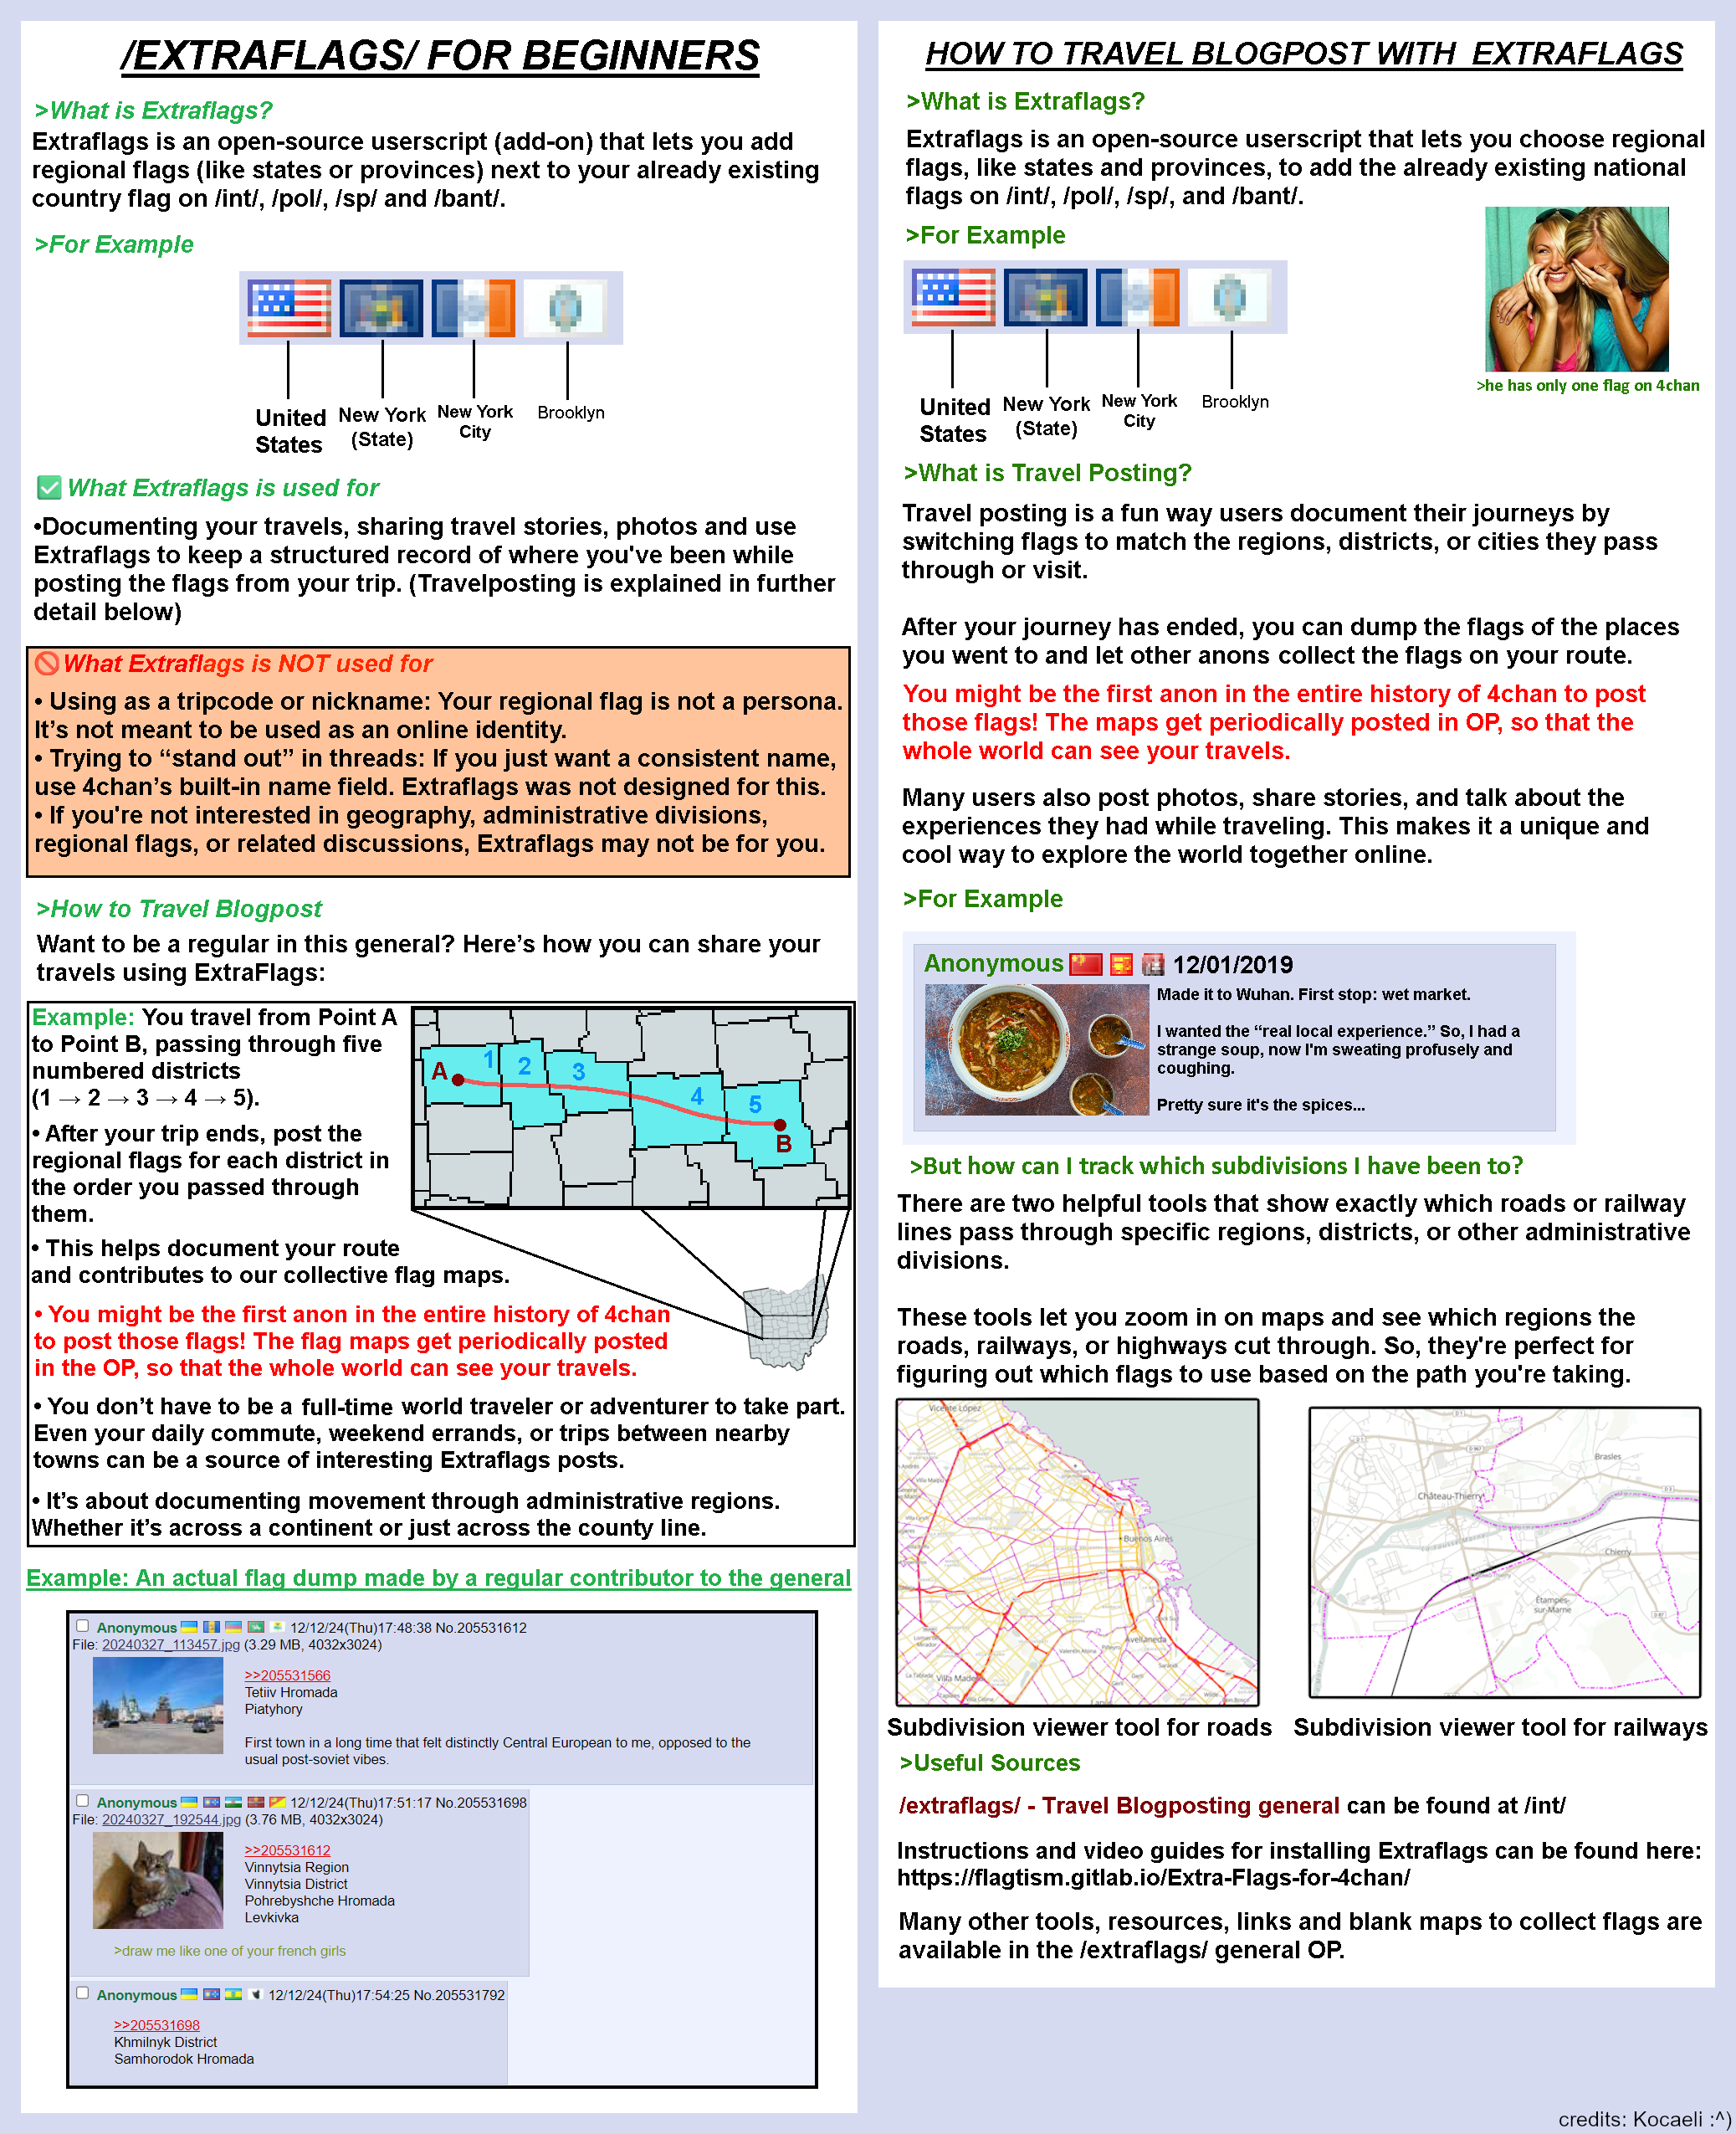 /EXTRAFLAGS/ FOR BEGINNERS
>What is Extraflags?
Extraflags is an open-source userscript (add-on) that lets you add
regional flags (like states or provinces) next to your already existing
country flag on /int/, /pol/, /sp/ and /bant/.
>For Example
United States
New York (State)
New York City
Brooklyn
✅ What Extraflags is used for
•Documenting your travels, sharing travel stories, photos and use
Extraflags to keep a structured record of where you've been while
posting the flags from your trip. (Travelposting is explained in further
detail below)
🚫What Extraflags is NOT used for
• Using as a tripcode or nickname: Your regional flag is not a persona.
It’s not meant to be used as an online identity.
• Trying to “stand out” in threads: If you just want a consistent name,
use 4chan’s built-in name field. Extraflags was not designed for this.
• If you're not interested in geography, administrative divisions,
regional flags, or related discussions, Extraflags may not be for you.
>How to Travel Blogpost
Want to be a regular in this general? Here’s how you can share your
travels using ExtraFlags:
Example: You travel from Point A
to Point B, passing through five
numbered districts
(1 → 2 → 3 → 4 → 5).
• After your trip ends, post the
regional flags for each district in
the order you passed through
them.
• This helps document your route
and contributes to our collective flag maps.
A 1 2 3 4 5 B
• You might be the first anon in the entire history of 4chan
to post those flags! The flag maps get periodically posted
in the OP, so that the whole world can see your travels.
• You don’t have to be a full-time world traveler or adventurer to take part.
Even your daily commute, weekend errands, or trips between nearby
towns can be a source of interesting Extraflags posts.
• It’s about documenting movement through administrative regions.
Whether it’s across a continent or just across the county line.
Example: An actual flag dump made by a regular contributor to the general
Anonymous 12/12/24(Thu)17:48:38 No.205531612
File: 20240327_113457.jpg (3.29 MB, 4032x3024)
>>205531566
Tetiiv Hromada
Piatyhory
First town in a long time that felt distinctly Central European to me, opposed to the
usual post-soviet vibes.
Anonymous 12/12/24(Thu)17:51:17 No.205531698
File: 20240327_192544.jpg (3.76 MB, 4032x3024)
>>205531612
Vinnytsia Region
Vinnytsia District
Pohrebyshche Hromada
Levkivka
>draw me like one of your french girls
Anonymous 12/12/24(Thu)17:54:25 No.205531792
>>205531698
Khmilnyk District
Samhorodok Hromada
HOW TO TRAVEL BLOGPOST WITH EXTRAFLAGS
>What is Extraflags?
Extraflags is an open-source userscript that lets you choose regional
flags, like states and provinces, to add the already existing national
flags on /int/, /pol/, /sp/, and /bant/.
>For Example
United States
New York (State)
New York City
Brooklyn
>he has only one flag on 4chan
>What is Travel Posting?
Travel posting is a fun way users document their journeys by
switching flags to match the regions, districts, or cities they pass
through or visit.
After your journey has ended, you can dump the flags of the places
you went to and let other anons collect the flags on your route.
You might be the first anon in the entire history of 4chan to post
those flags! The maps get periodically posted in OP, so that the
whole world can see your travels.
Many users also post photos, share stories, and talk about the
experiences they had while traveling. This makes it a unique and
cool way to explore the world together online.
>For Example
Anonymous 12/01/2019
Made it to Wuhan. First stop: wet market.
I wanted the “real local experience.” So, I had a
strange soup, now I'm sweating profusely and
coughing.
Pretty sure it's the spices...
>But how can I track which subdivisions I have been to?
There are two helpful tools that show exactly which roads or railway
lines pass through specific regions, districts, or other administrative
divisions.
These tools let you zoom in on maps and see which regions the
roads, railways, or highways cut through. So, they're perfect for
figuring out which flags to use based on the path you're taking.
Vicente López
Buenos Aires
Avellaneda
Villa Madero
Château-Thierry
Brasles
Chierry
Étampes-
sur-Marne
Subdivision viewer tool for roads
Subdivision viewer tool for railways
>Useful Sources
/extraflags/ - Travel Blogposting general can be found at /int/
Instructions and video guides for installing Extraflags can be found here:
https://flagtism.gitlab.io/Extra-Flags-for-4chan/
Many other tools, resources, links and blank maps to collect flags are
available in the /extraflags/ general OP.
credits: Kocaeli :^)